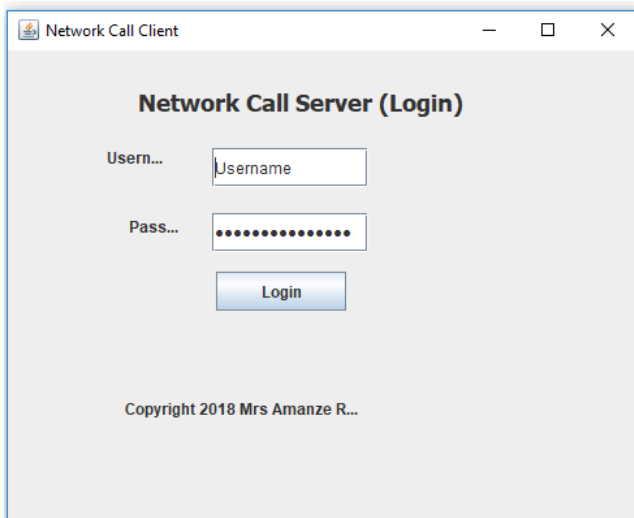 Network Call Client
Network Call Server (Login)
Usern...
Username
Pass...
•••••••••••••••
Login
Copyright 2018 Mrs Amanze R...